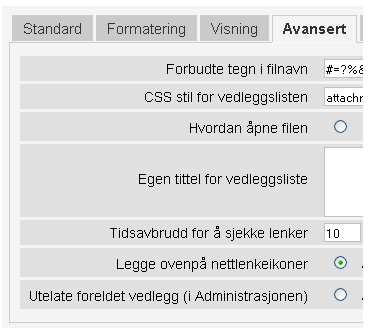 Standard Formatering Visning Avansert
Forbudte tegn i filnavn #=?%&
CSS stil for vedleggslisten attachr
Hvordan åpne filen
Egen tittel for vedleggsliste
Tidsavbrudd for å sjekke lenker 10
Legge ovenpå nettlenkeikoner
Utelate foreldet vedlegg (i Administrasjonen)